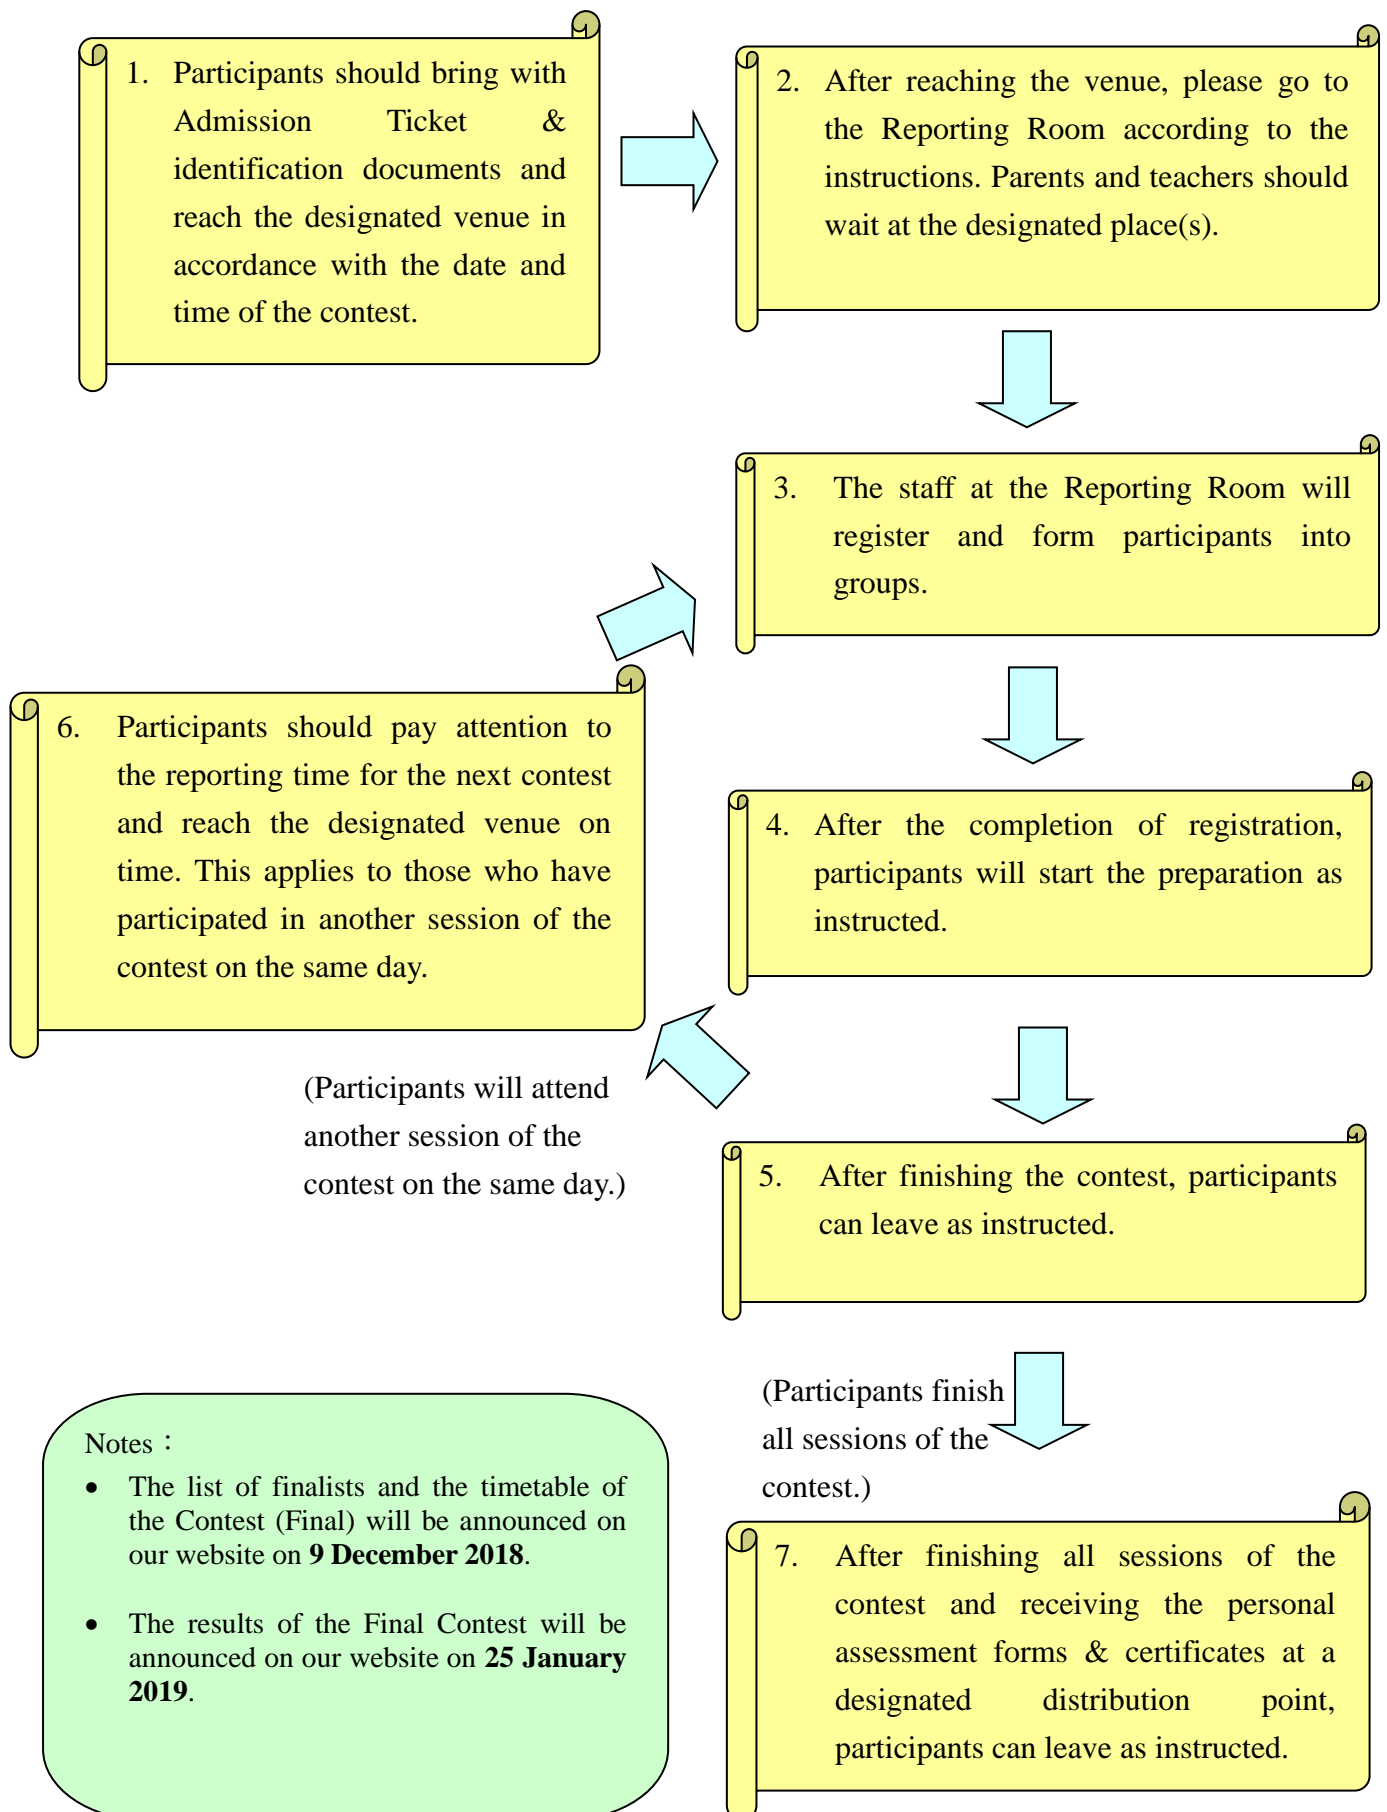 1. Participants should bring with
Admission Ticket &
identification documents and
reach the designated venue in
accordance with the date and
time of the contest.
2. After reaching the venue, please go to
the Reporting Room according to the
instructions. Parents and teachers should
wait at the designated place(s).
3. The staff at the Reporting Room will
register and form participants into
groups.
4. After the completion of registration,
participants will start the preparation as
instructed.
5. After finishing the contest, participants
can leave as instructed.
6. Participants should pay attention to
the reporting time for the next contest
and reach the designated venue on
time. This applies to those who have
participated in another session of the
contest on the same day.
(Participants will attend
another session of the
contest on the same day.)
(Participants finish
all sessions of the
contest.)
7. After finishing all sessions of the
contest and receiving the personal
assessment forms & certificates at a
designated distribution point,
participants can leave as instructed.
Notes：
• The list of finalists and the timetable of
the Contest (Final) will be announced on
our website on 9 December 2018.
• The results of the Final Contest will be
announced on our website on 25 January
2019.